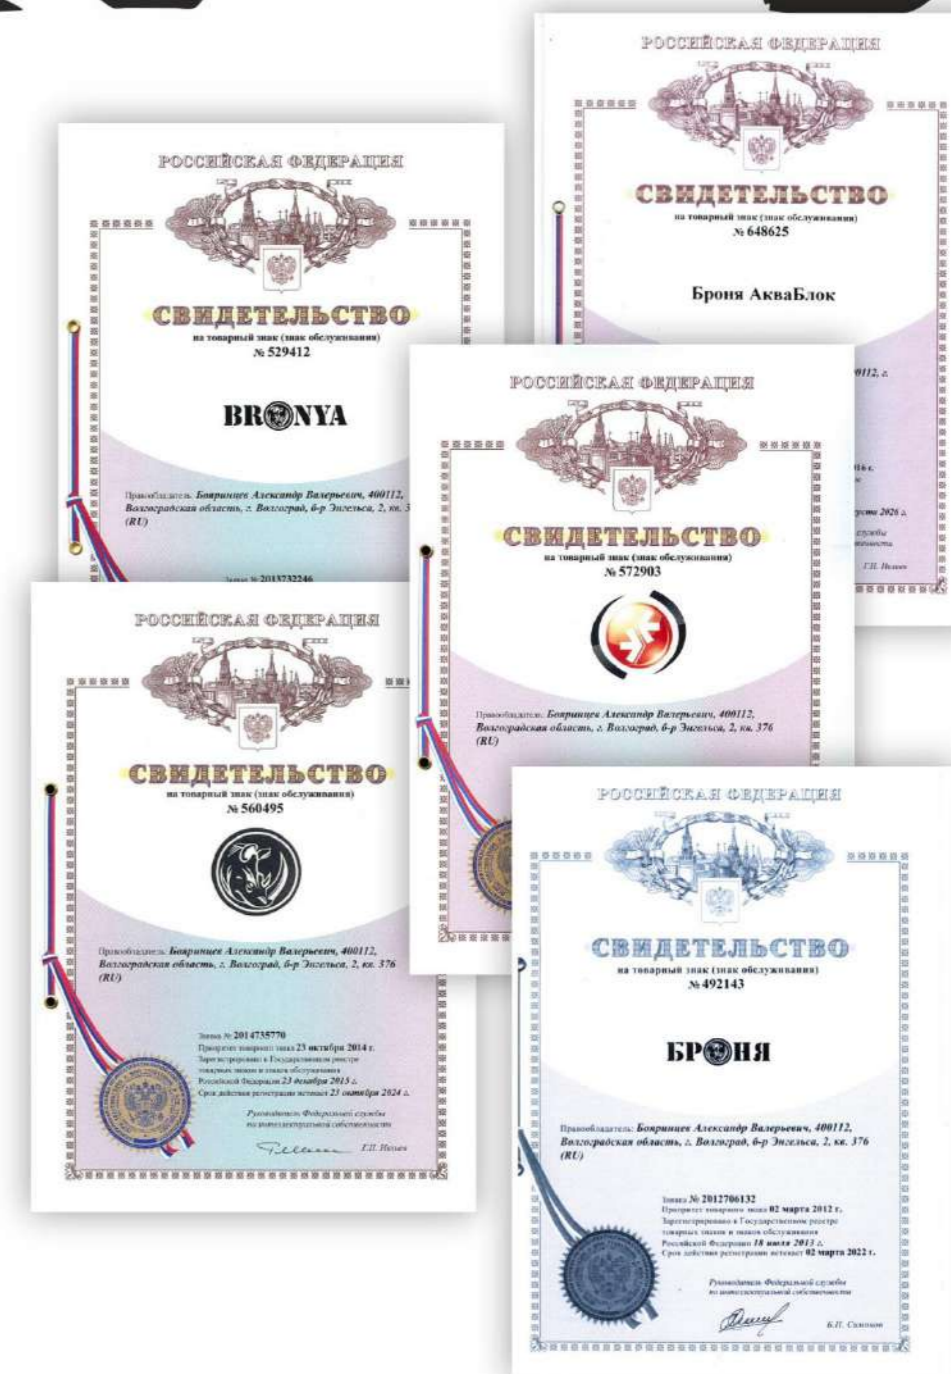 РОССИЙСКАЯ ФЕДЕРАЦИЯ
СВИДЕТЕЛЬСТВО
на товарный знак (знак обслуживания)
№ 648625
Броня АкваБлок
0112, г.
густа 2026 г.
службы
РОССИЙСКАЯ ФЕДЕРАЦИЯ
СВИДЕТЕЛЬСТВО
на товарный знак (знак обслуживания)
№ 529412
BRONYA
Правообладатель: Бояринцев Александр Валерьевич, 400112,
Волгоградская область, г. Волгоград, б-р Энгельса, 2, кв. 3
(RU)
Заявка № 2013732246
РОССИЙСКАЯ ФЕДЕРАЦИЯ
СВИДЕТЕЛЬСТВО
на товарный знак (знак обслуживания)
№ 572903
Правообладатель: Бояринцев Александр Валерьевич, 400112,
Волгоградская область, г. Волгоград, б-р Энгельса, 2, кв. 376
(RU)
РОССИЙСКАЯ ФЕДЕРАЦИЯ
СВИДЕТЕЛЬСТВО
на товарный знак (знак обслуживания)
№ 560495
Правообладатель: Бояринцев Александр Валерьевич, 400112,
Волгоградская область, г. Волгоград, б-р Энгельса, 2, кв. 376
(RU)
Заявка № 2014735770
Приоритет товарного знака 23 октября 2014 г.
Зарегистрировано в Государственном реестре
товарных знаков и знаков обслуживания
Российской Федерации 23 декабря 2015 г.
Срок действия регистрации истекает 23 октября 2024 г.
Руководитель Федеральной службы
по интеллектуальной собственности
Г.П. Ивлиев
РОССИЙСКАЯ ФЕДЕРАЦИЯ
СВИДЕТЕЛЬСТВО
на товарный знак (знак обслуживания)
№ 492143
БРОНЯ
Правообладатель: Бояринцев Александр Валерьевич, 400112,
Волгоградская область, г. Волгоград, б-р Энгельса, 2, кв. 376
(RU)
Заявка № 2012706132
Приоритет товарного знака 02 марта 2012 г.
Зарегистрировано в Государственном реестре
товарных знаков и знаков обслуживания
Российской Федерации 18 июля 2013 г.
Срок действия регистрации истекает 02 марта 2022 г.
Руководитель Федеральной службы
по интеллектуальной собственности
Б.П. Симонов